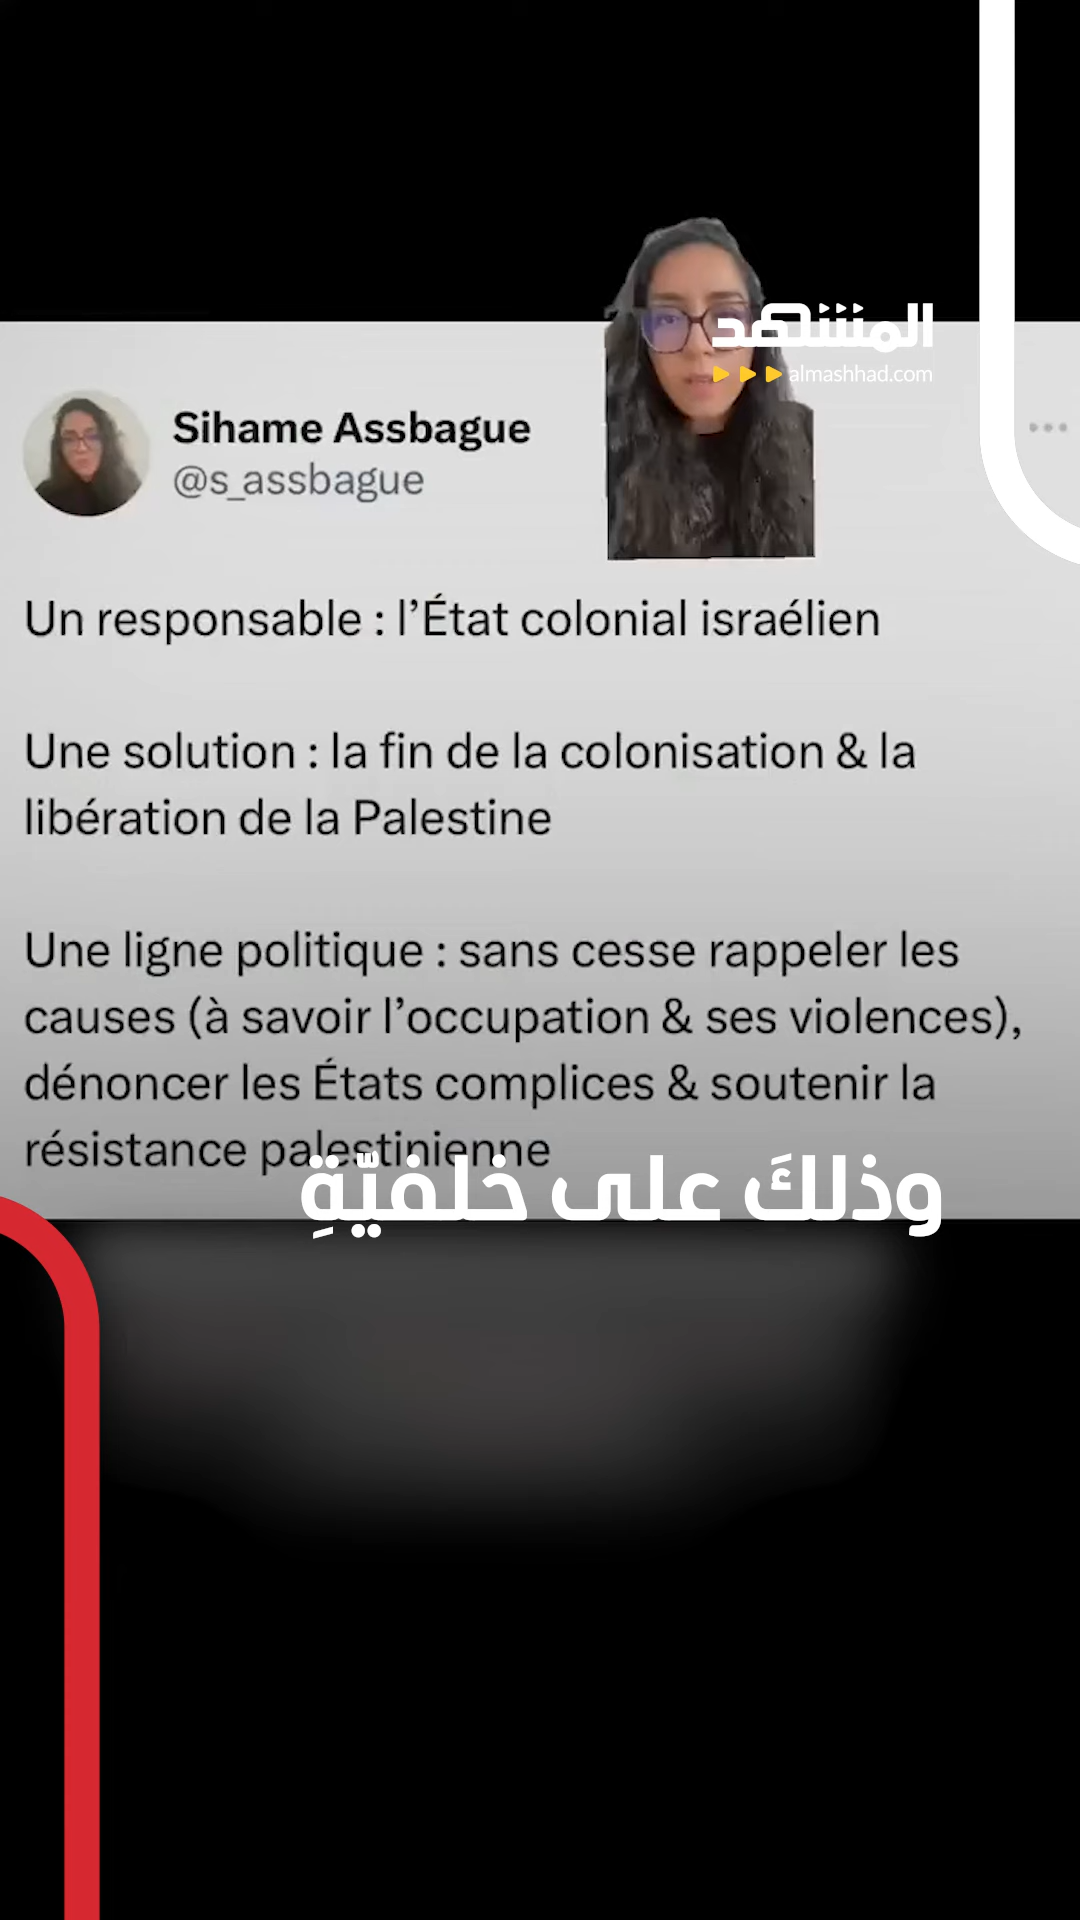 المشهد
almashhad.com
Sihame Assbague
@s_assbague
Un responsable : l’État colonial israélien
Une solution : la fin de la colonisation & la
libération de la Palestine
Une ligne politique : sans cesse rappeler les
causes (à savoir l’occupation & ses violences),
dénoncer les États complices & soutenir la
résistance palestinienne
وذلكَ على خلفيّةِ